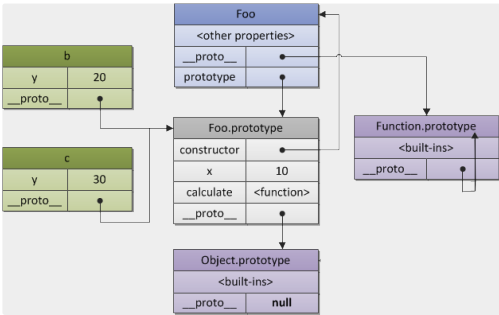 Foo
<other properties>
__proto__
prototype
b
y 20
__proto__
c
y 30
__proto__
Foo.prototype
constructor
x 10
calculate <function>
__proto__
Function.prototype
<built-ins>
__proto__
Object.prototype
<built-ins>
__proto__ null